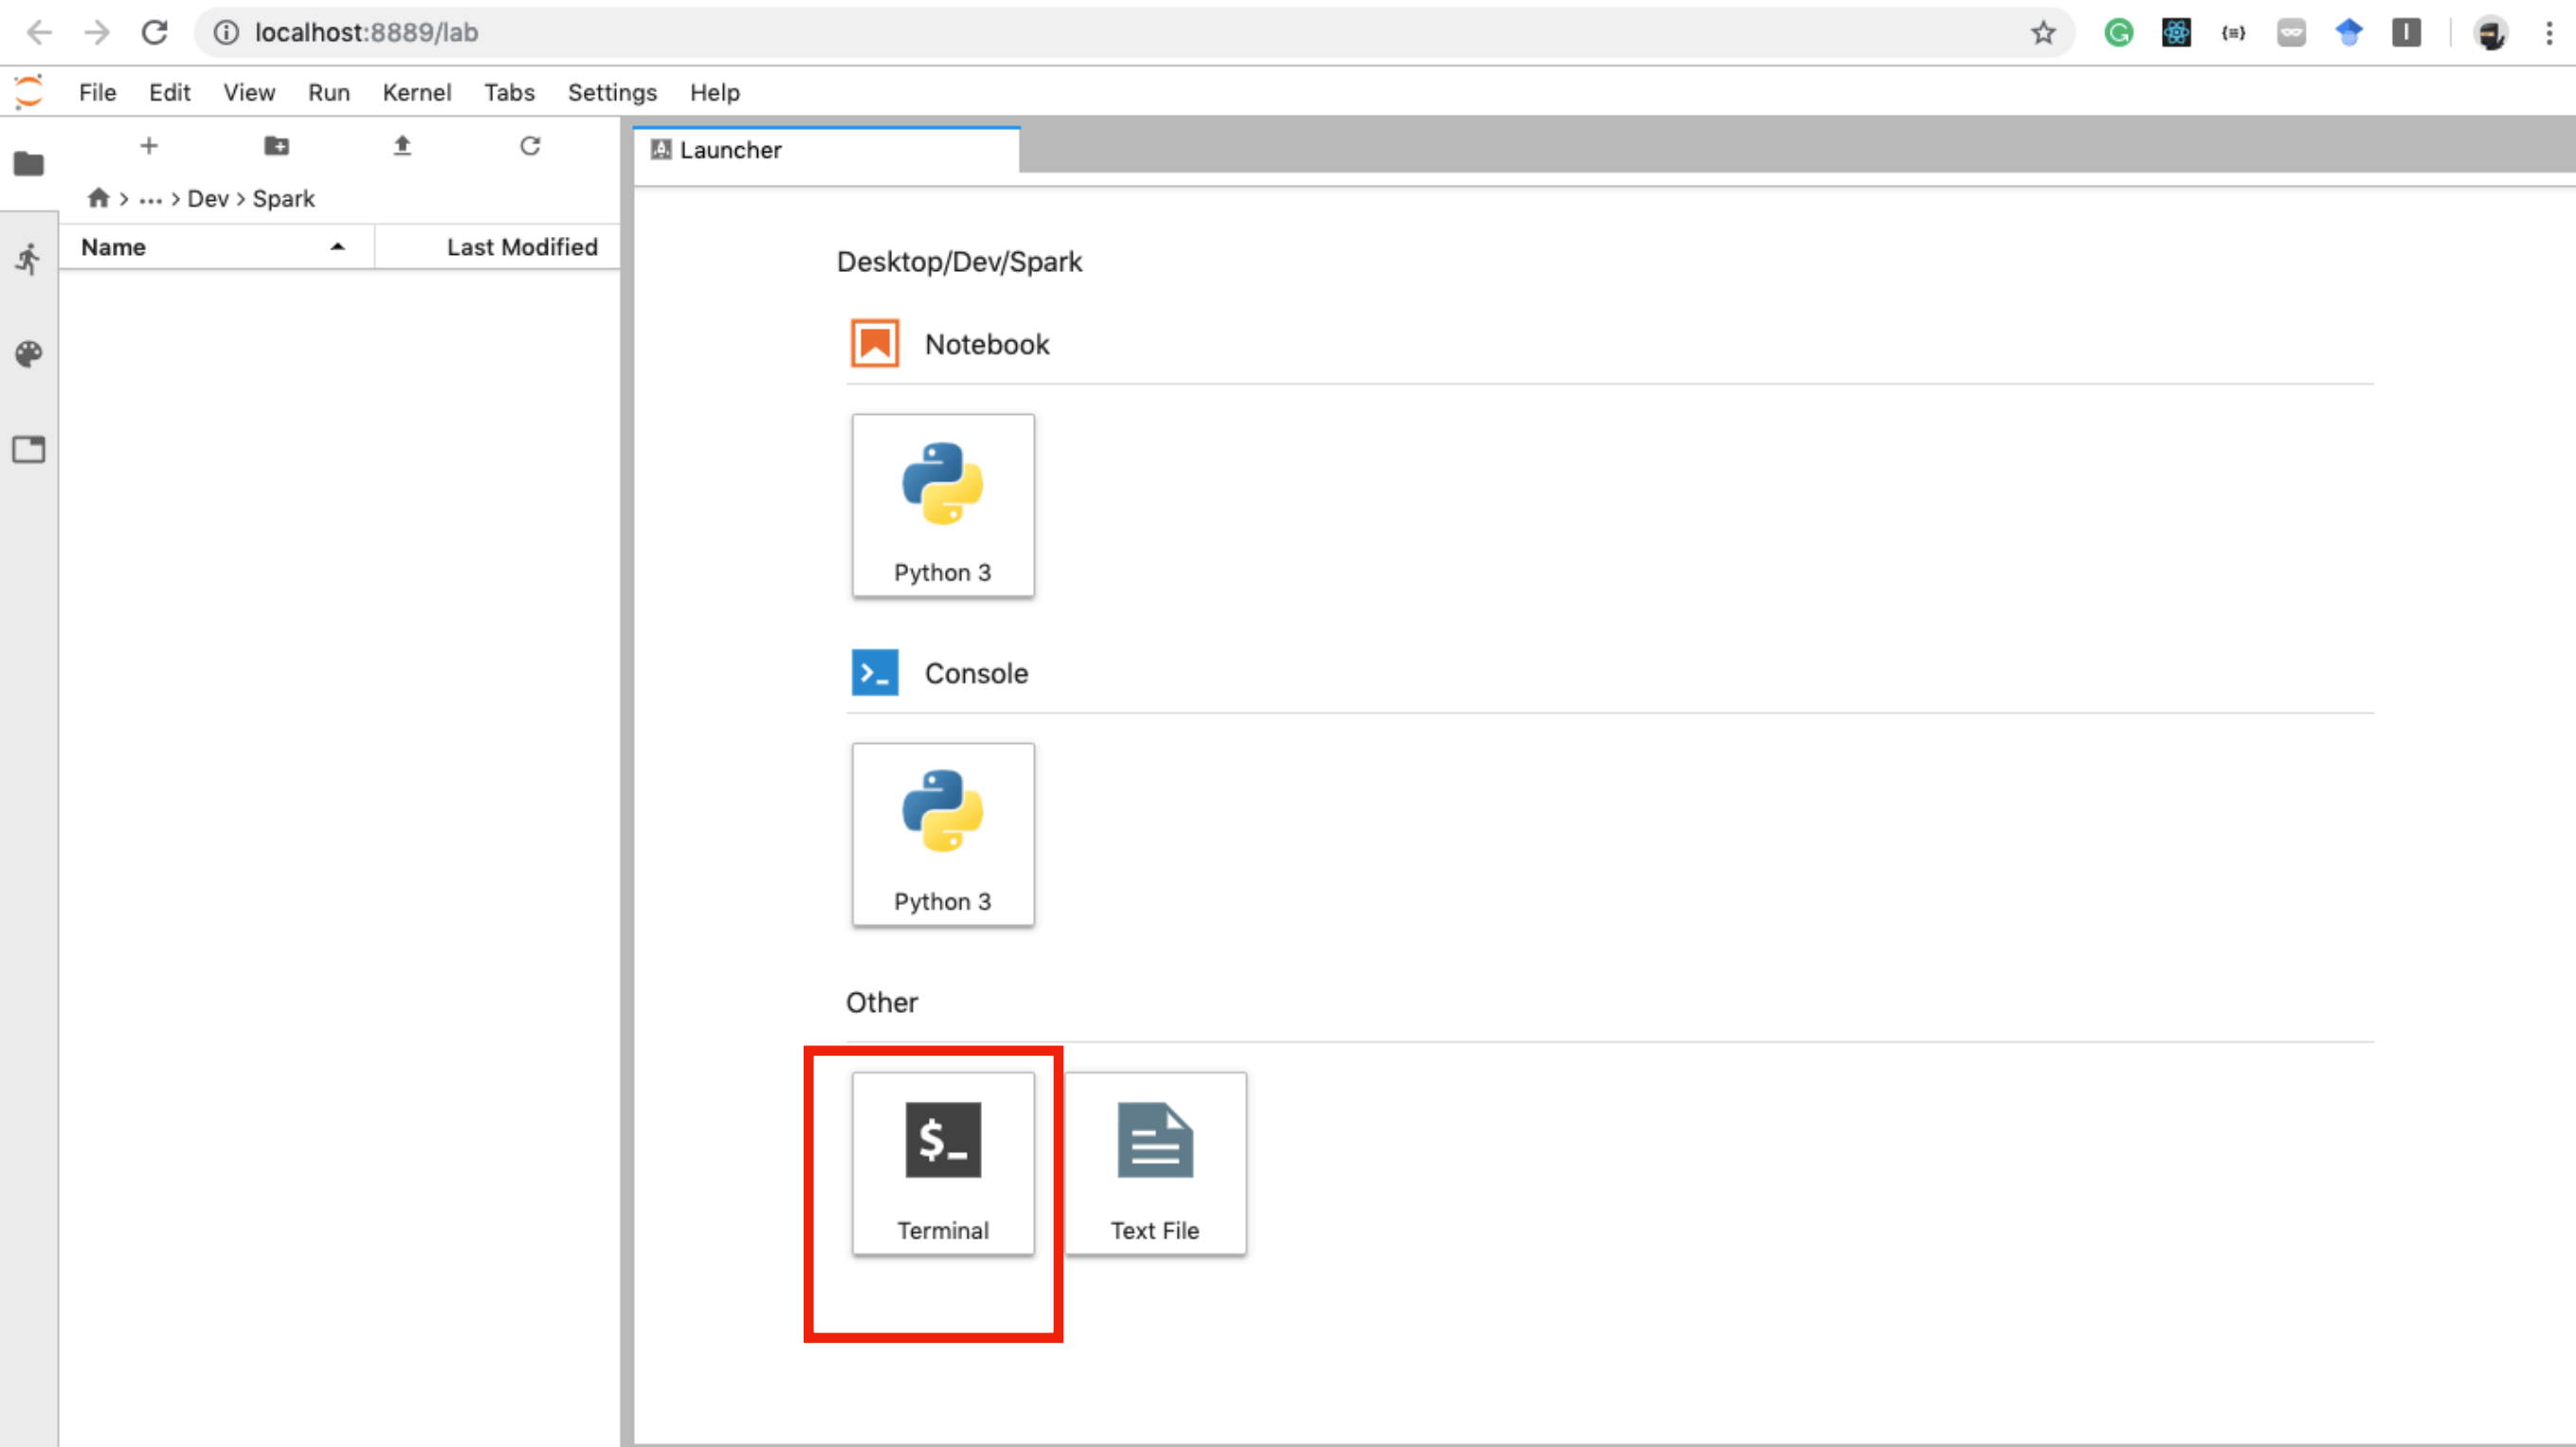 localhost:8889/lab
File Edit View Run Kernel Tabs Settings Help
Launcher
> ... > Dev > Spark
Name Last Modified
Desktop/Dev/Spark
Notebook
Python 3
Console
Python 3
Other
$_
Terminal
Text File